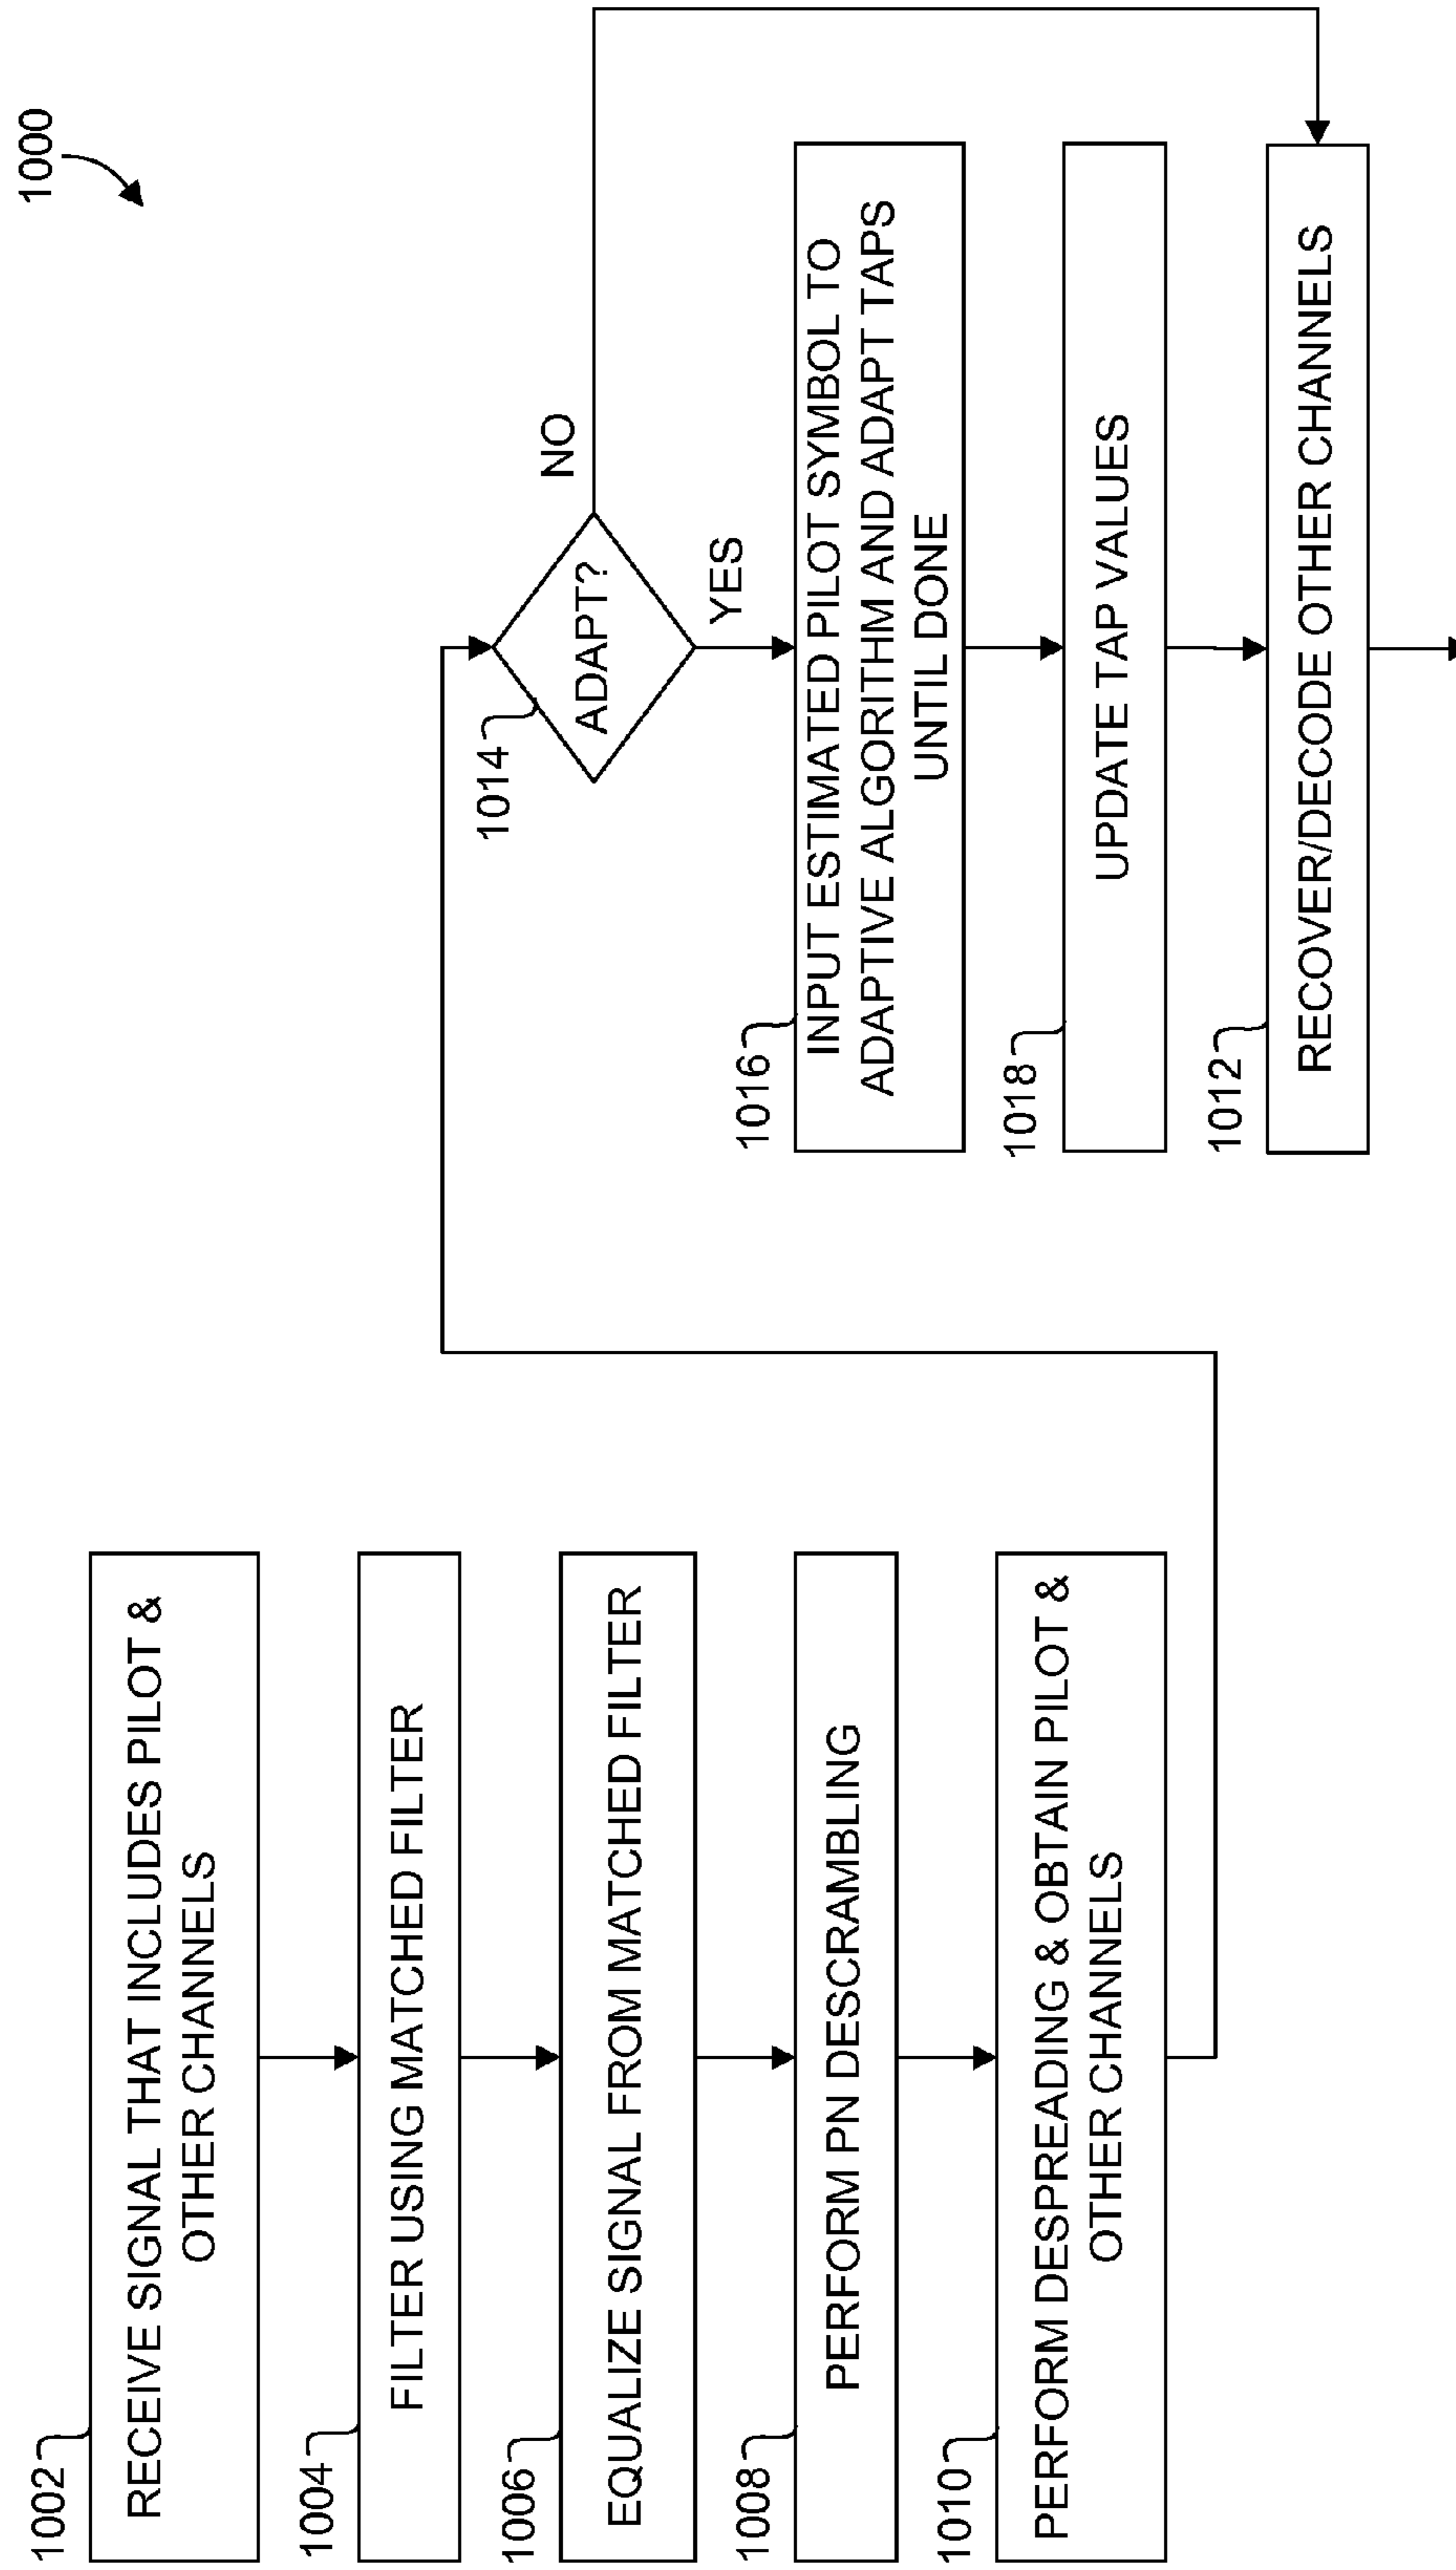 1000
1002
RECEIVE SIGNAL THAT INCLUDES PILOT &
OTHER CHANNELS
1004
FILTER USING MATCHED FILTER
1006
EQUALIZE SIGNAL FROM MATCHED FILTER
1008
PERFORM PN DESCRAMBLING
1010
PERFORM DESPREADING & OBTAIN PILOT &
OTHER CHANNELS
1014
ADAPT?
NO
YES
1016
INPUT ESTIMATED PILOT SYMBOL TO
ADAPTIVE ALGORITHM AND ADAPT TAPS
UNTIL DONE
1018
UPDATE TAP VALUES
1012
RECOVER/DECODE OTHER CHANNELS